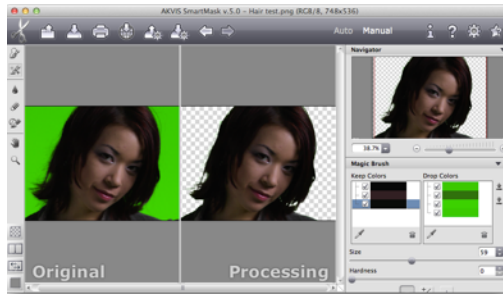 AKVIS SmartMask v.5.0 – Hair test.png (RGB/8, 748x536)
Auto Manual
Navigator
38.7%
Magic Brush
Keep Colors Drop Colors
Size 59
Hardness 0
Original Processing